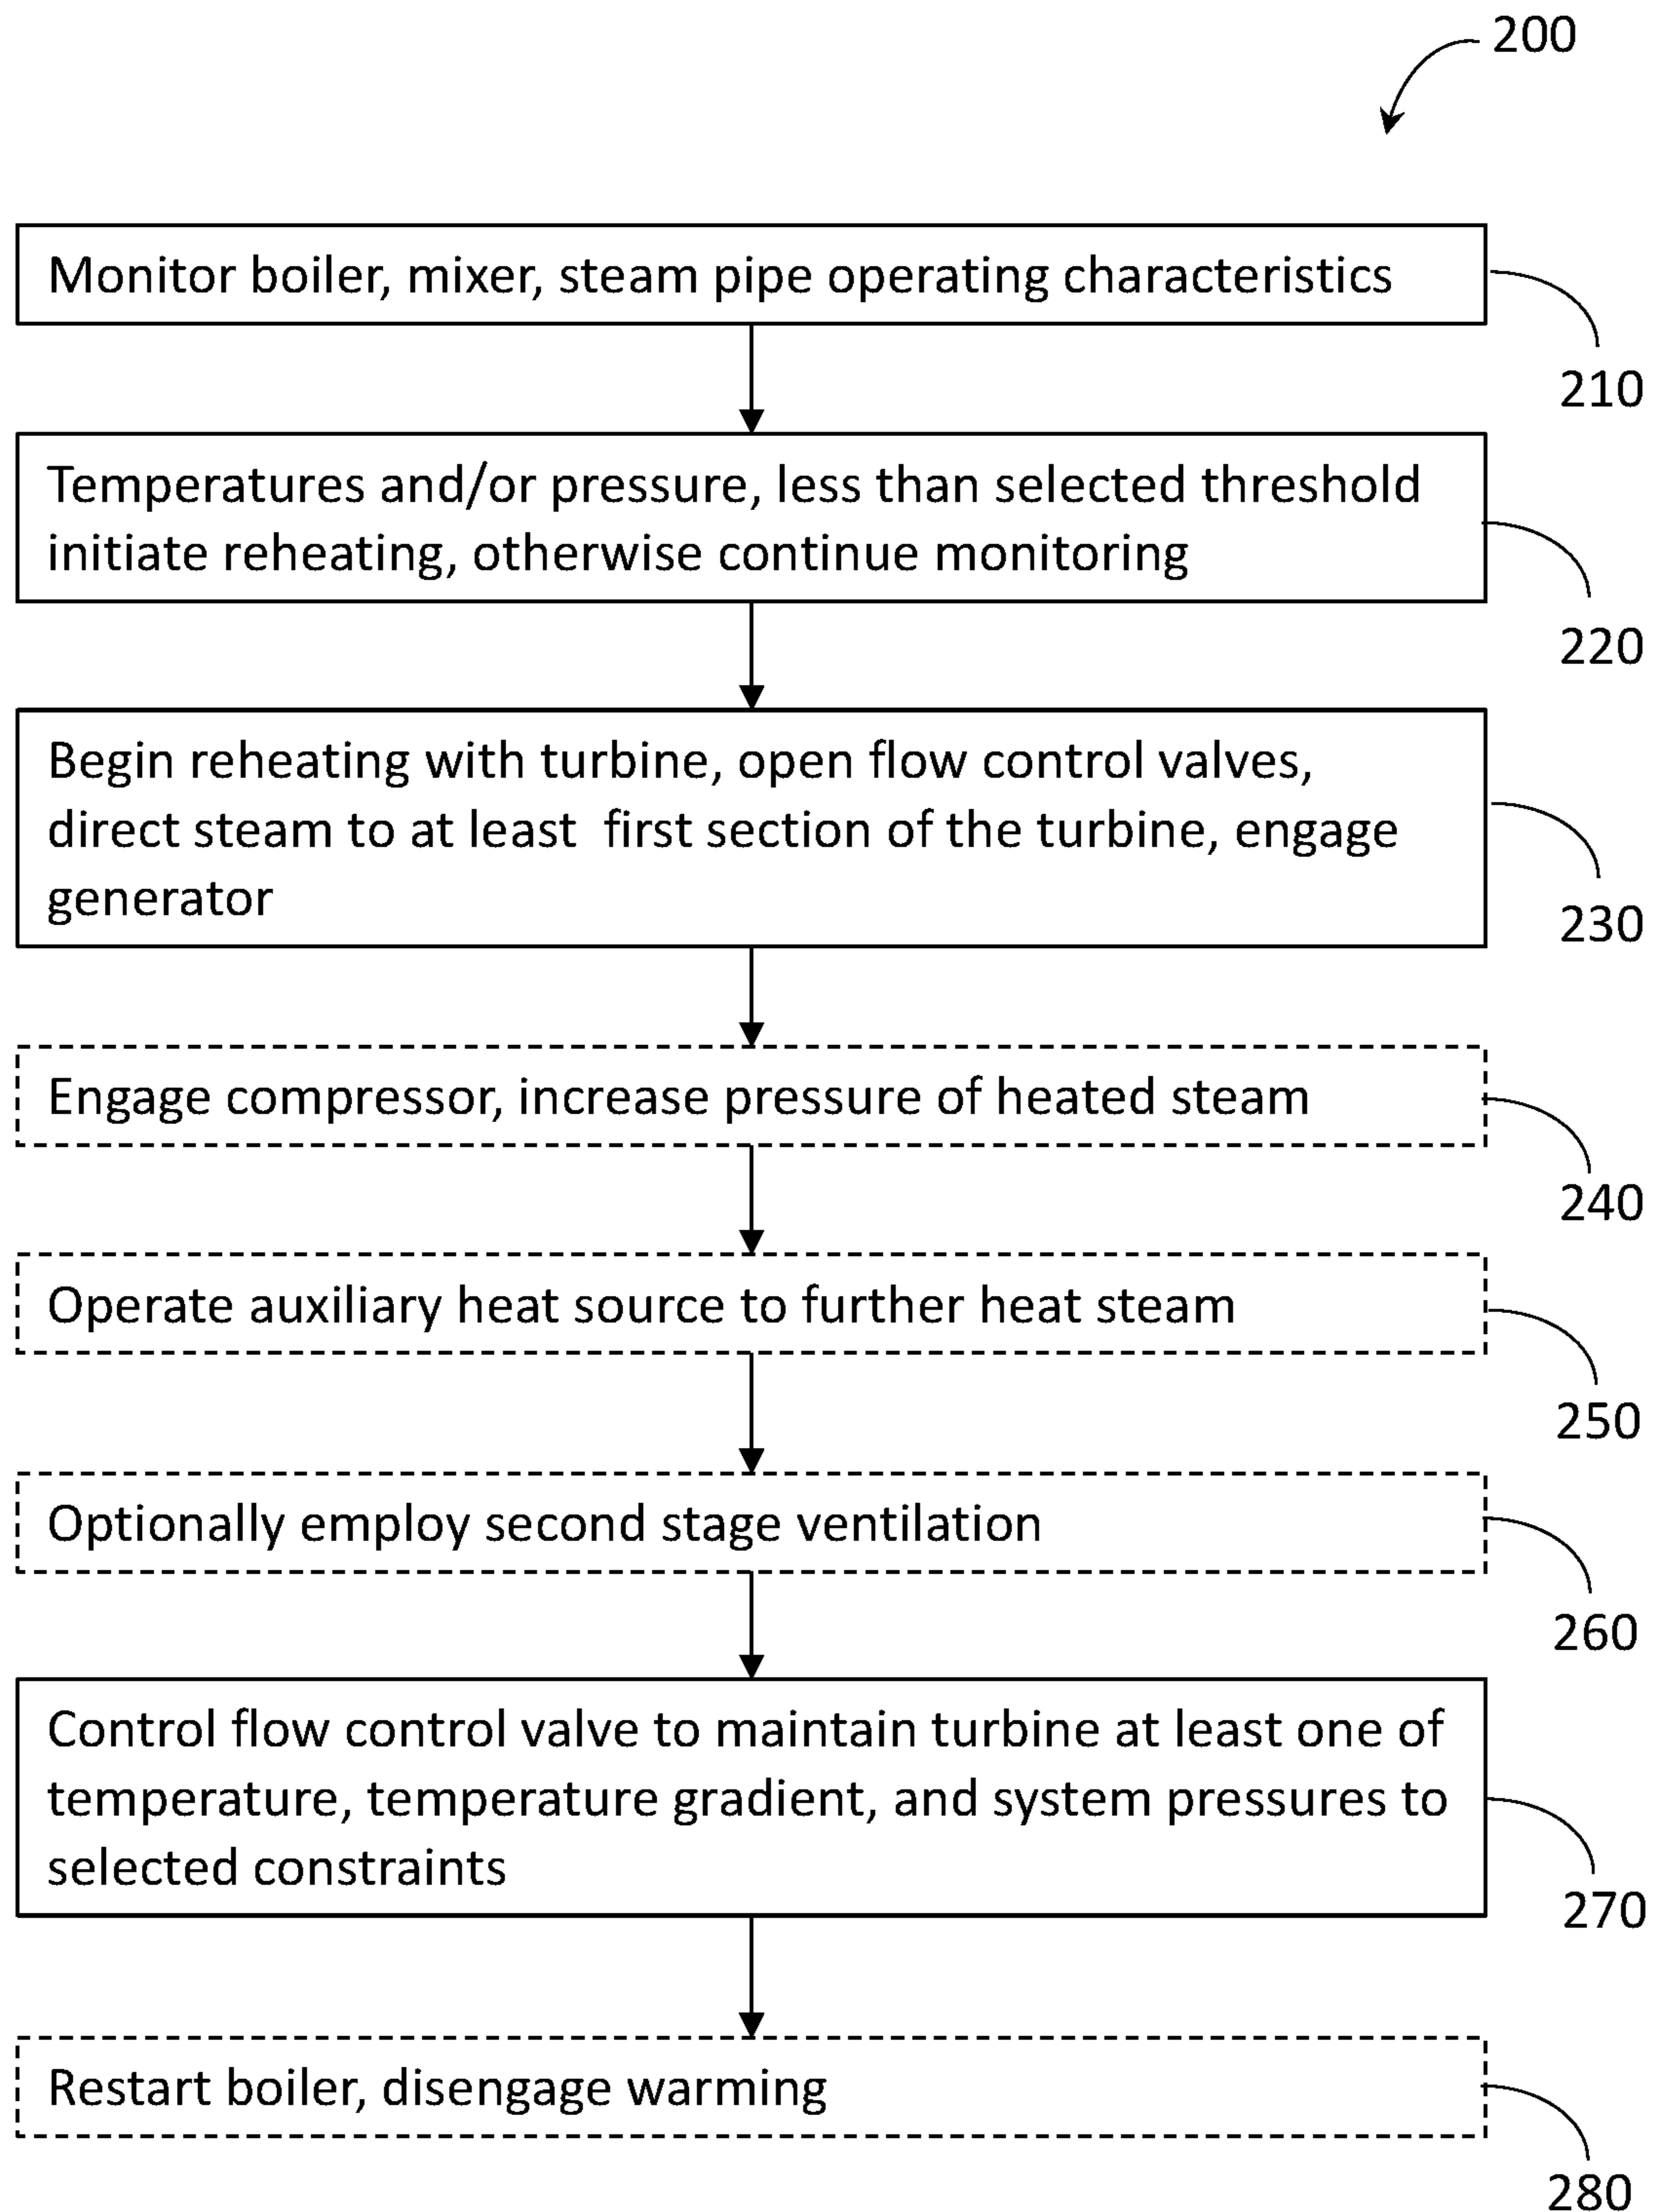 200
Monitor boiler, mixer, steam pipe operating characteristics
210
Temperatures and/or pressure, less than selected threshold
initiate reheating, otherwise continue monitoring
220
Begin reheating with turbine, open flow control valves,
direct steam to at least first section of the turbine, engage
generator
230
Engage compressor, increase pressure of heated steam
240
Operate auxiliary heat source to further heat steam
250
Optionally employ second stage ventilation
260
Control flow control valve to maintain turbine at least one of
temperature, temperature gradient, and system pressures to
selected constraints
270
Restart boiler, disengage warming
280